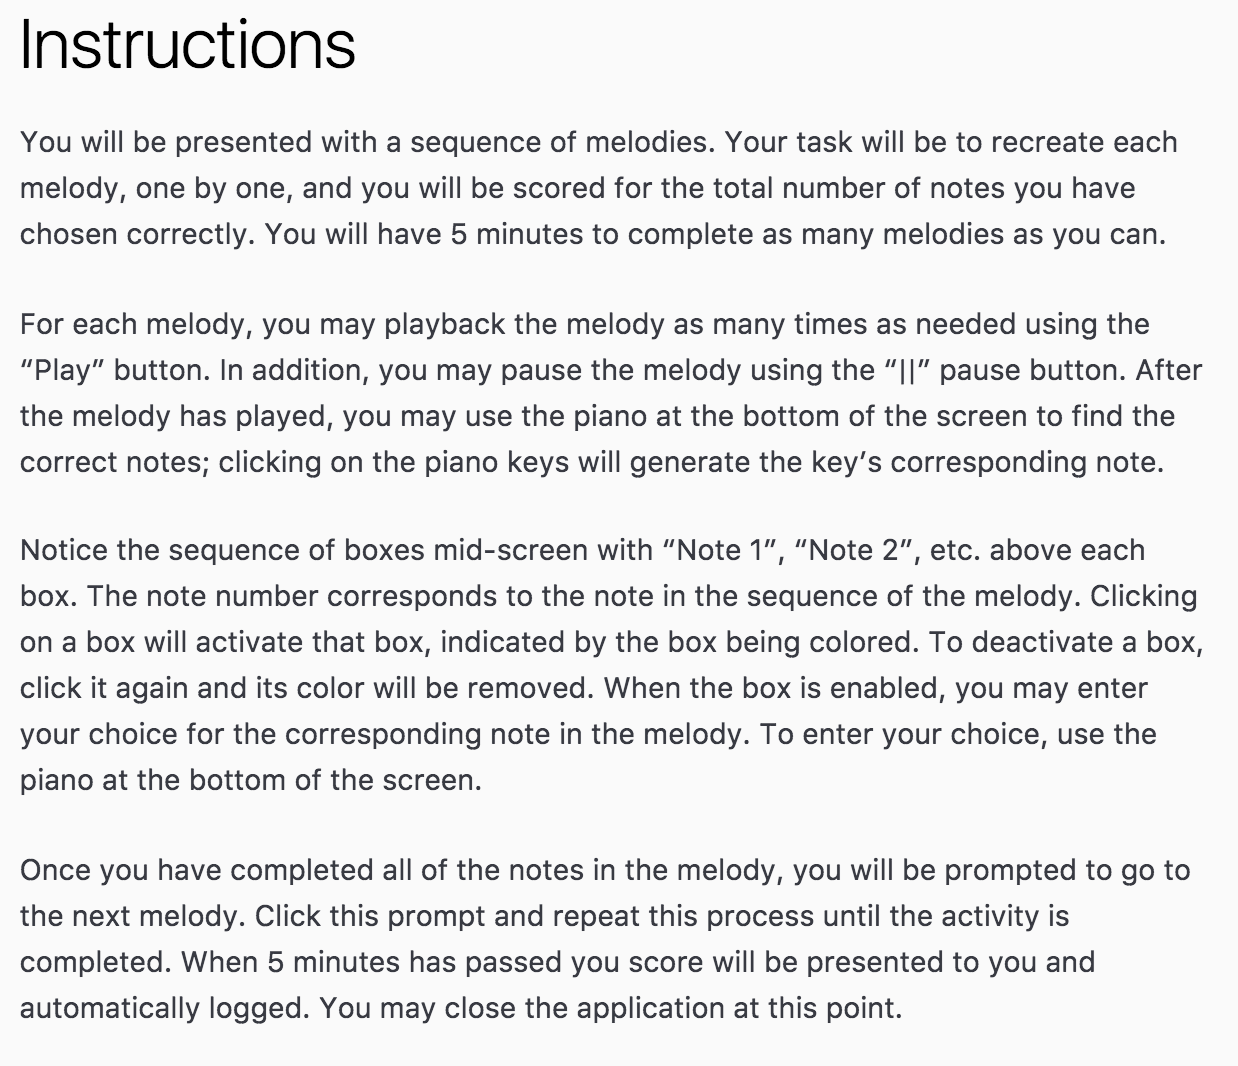 Instructions
You will be presented with a sequence of melodies. Your task will be to recreate each
melody, one by one, and you will be scored for the total number of notes you have
chosen correctly. You will have 5 minutes to complete as many melodies as you can.
For each melody, you may playback the melody as many times as needed using the
“Play” button. In addition, you may pause the melody using the “||” pause button. After
the melody has played, you may use the piano at the bottom of the screen to find the
correct notes; clicking on the piano keys will generate the key’s corresponding note.
Notice the sequence of boxes mid-screen with “Note 1”, “Note 2”, etc. above each
box. The note number corresponds to the note in the sequence of the melody. Clicking
on a box will activate that box, indicated by the box being colored. To deactivate a box,
click it again and its color will be removed. When the box is enabled, you may enter
your choice for the corresponding note in the melody. To enter your choice, use the
piano at the bottom of the screen.
Once you have completed all of the notes in the melody, you will be prompted to go to
the next melody. Click this prompt and repeat this process until the activity is
completed. When 5 minutes has passed you score will be presented to you and
automatically logged. You may close the application at this point.